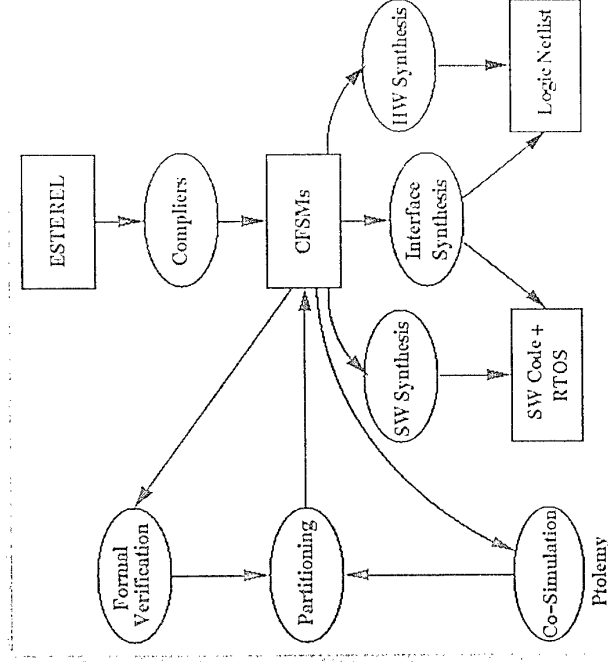 ESTEREL
Compliers
CFSMs
Formal
Verification
Partitioning
Co-Simulation
Ptolemy
SW Synthesis
Interface
Synthesis
HW Synthesis
SW Code +
RTOS
Logic Netlist